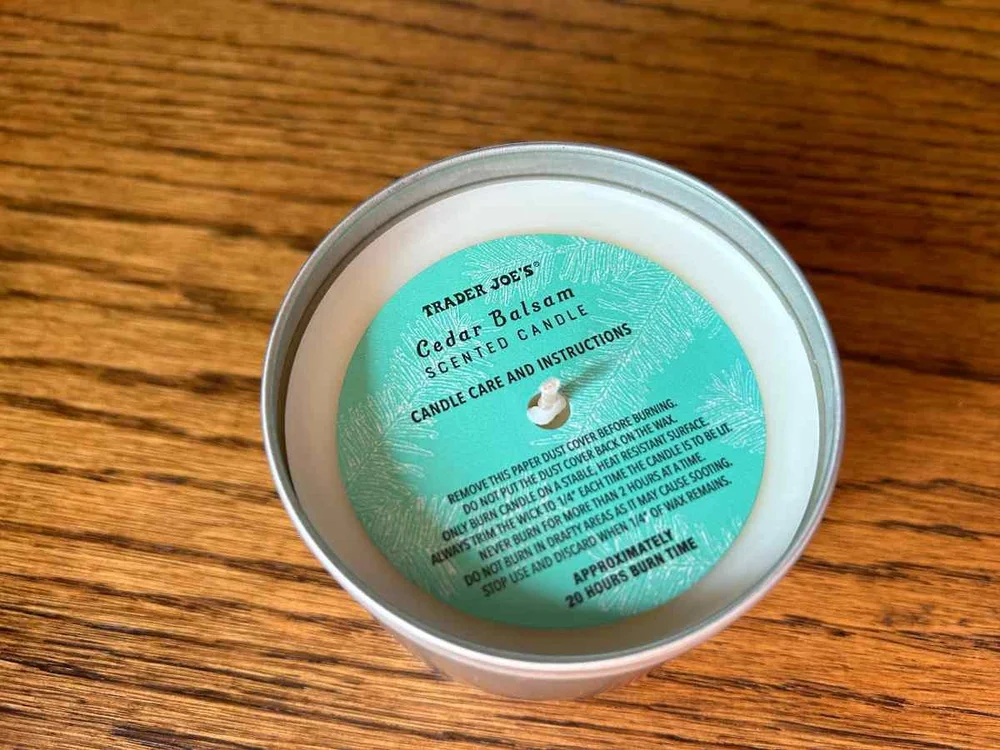 TRADER JOE'S®
Cedar Balsam
SCENTED CANDLE
CANDLE CARE AND INSTRUCTIONS
REMOVE THIS PAPER DUST COVER BEFORE BURNING.
DO NOT PUT THE DUST COVER BACK ON THE WAX.
ONLY BURN CANDLE ON A STABLE, HEAT RESISTANT SURFACE.
ALWAYS TRIM THE WICK TO 1/4" EACH TIME THE CANDLE IS TO BE LIT.
NEVER BURN FOR MORE THAN 2 HOURS AT A TIME.
DO NOT BURN IN DRAFTY AREAS AS IT MAY CAUSE SOOTING.
STOP USE AND DISCARD WHEN 1/4" OF WAX REMAINS.
APPROXIMATELY
20 HOURS BURN TIME